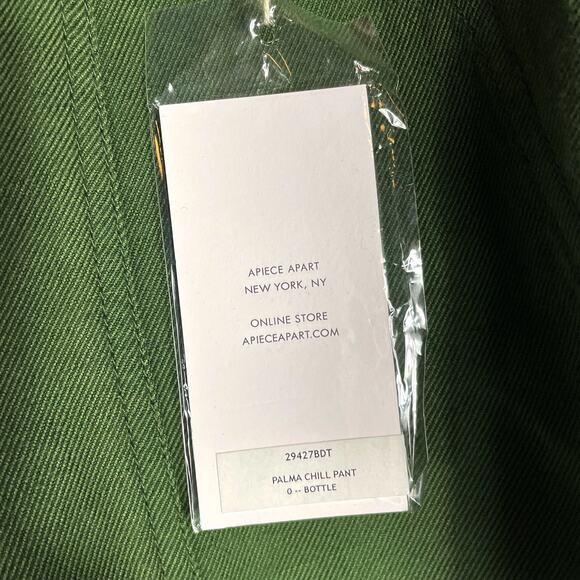 APIECE APART
NEW YORK, NY
ONLINE STORE
APIECEAPART.COM
29427BDT
PALMA CHILL PANT
0 -- BOTTLE